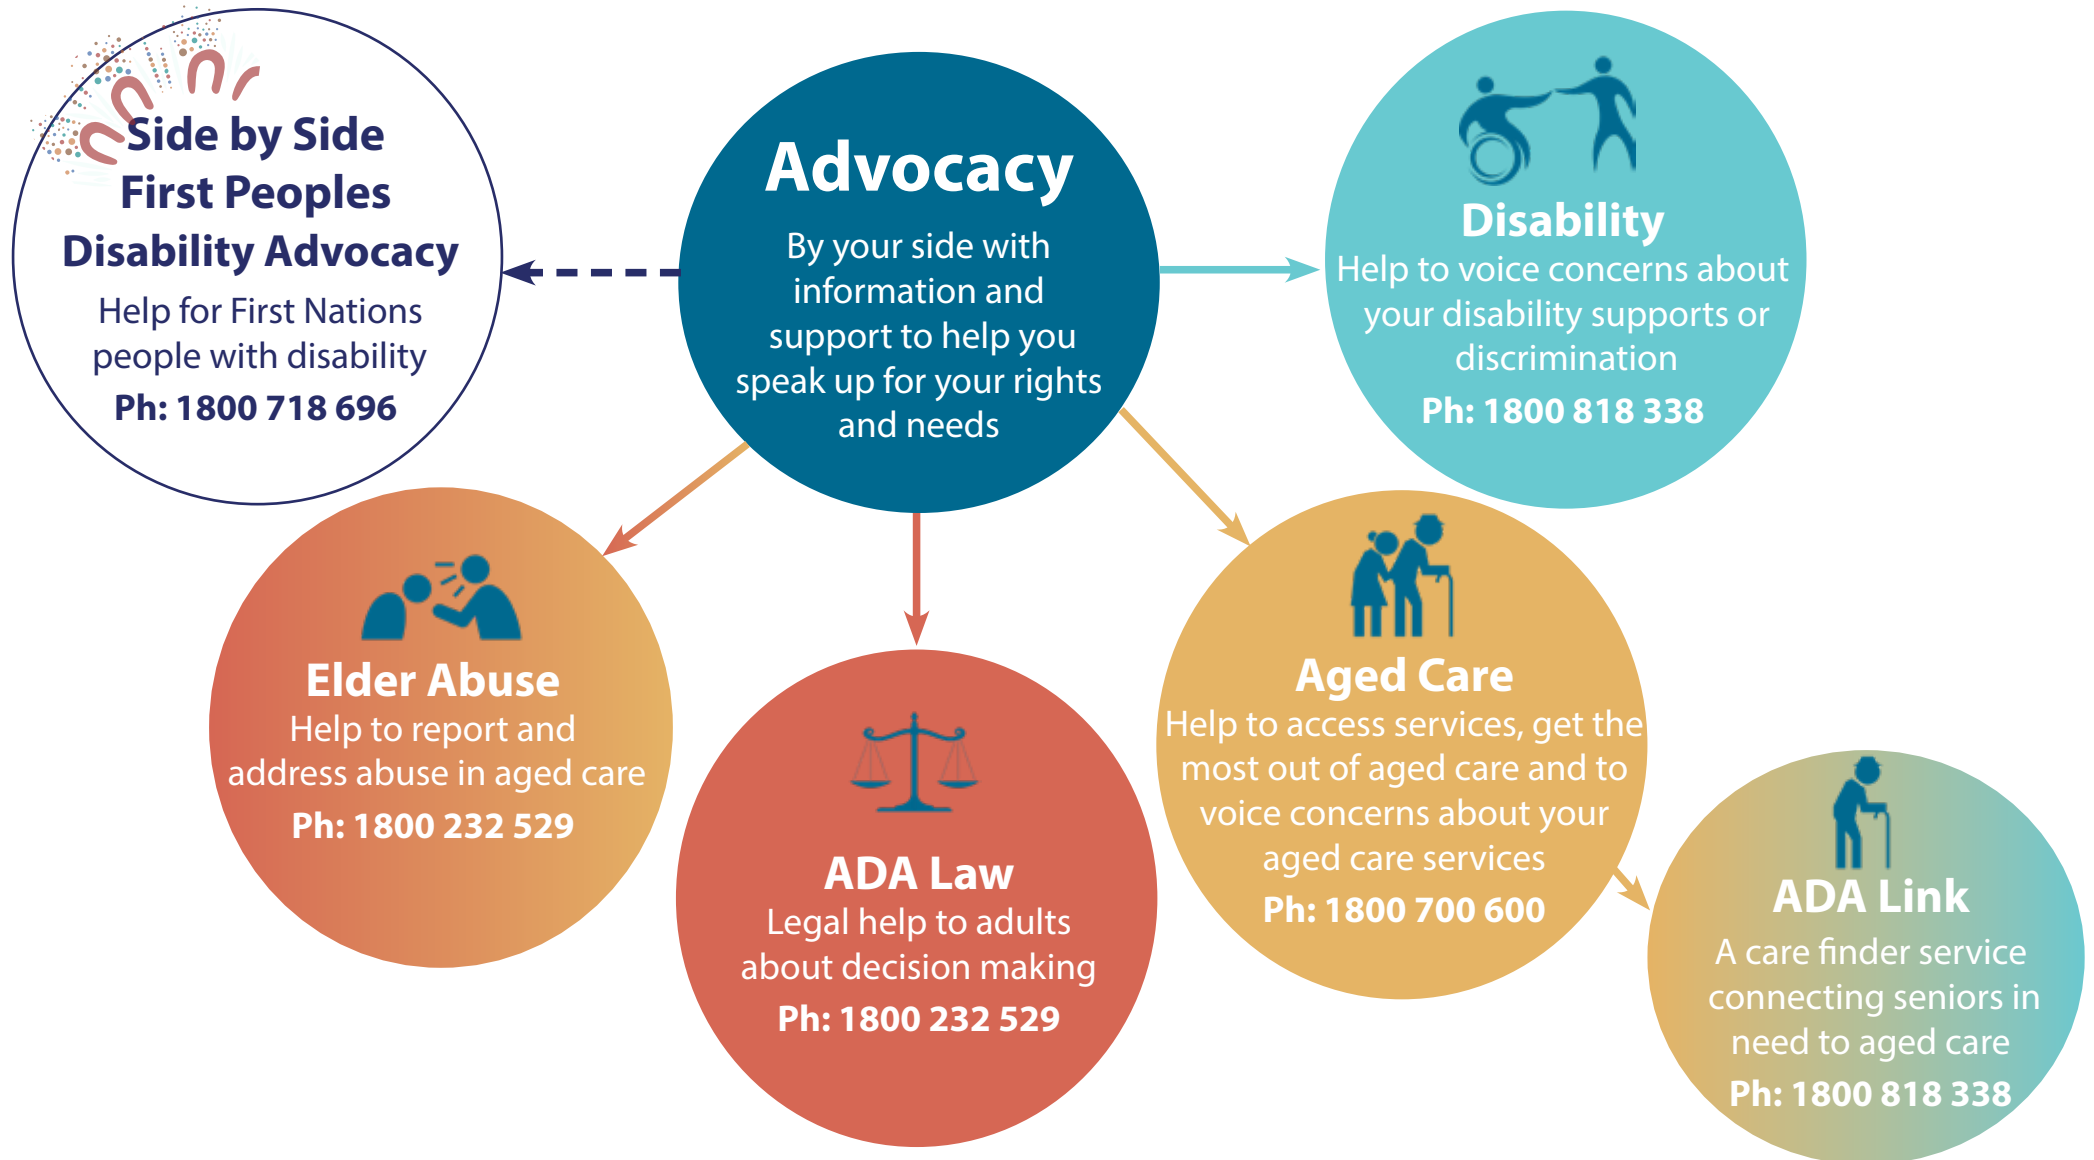 Side by Side
First Peoples
Disability Advocacy
Help for First Nations
people with disability
Ph: 1800 718 696
Advocacy
By your side with
information and
support to help you
speak up for your rights
and needs
Disability
Help to voice concerns about
your disability supports or
discrimination
Ph: 1800 818 338
Elder Abuse
Help to report and
address abuse in aged care
Ph: 1800 232 529
ADA Law
Legal help to adults
about decision making
Ph: 1800 232 529
Aged Care
Help to access services, get the
most out of aged care and to
voice concerns about your
aged care services
Ph: 1800 700 600
ADA Link
A care finder service
connecting seniors in
need to aged care
Ph: 1800 818 338